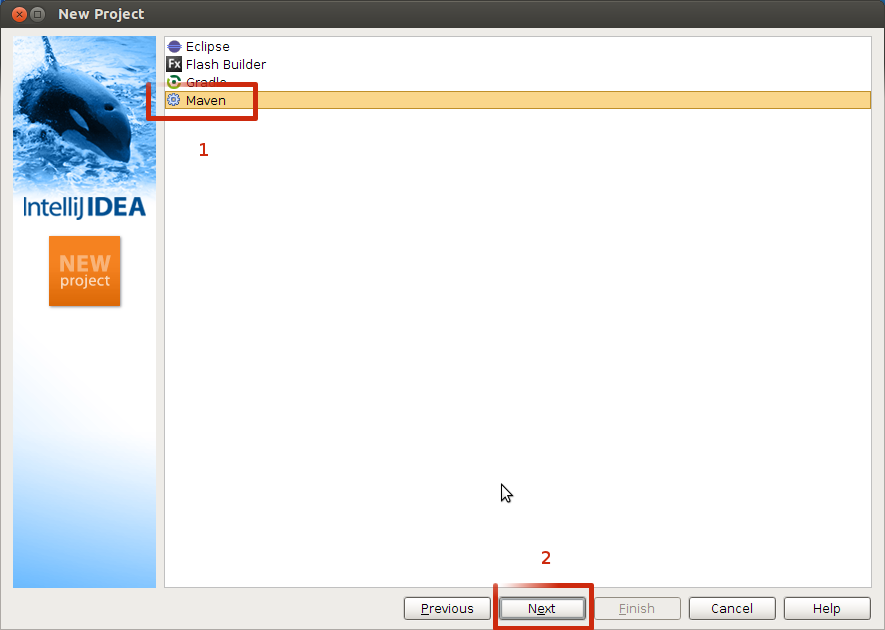 New Project
Eclipse
Fx Flash Builder
Gradle
Maven
1
IntelliJ IDEA
NEW
project
2
Previous Next Finish Cancel Help